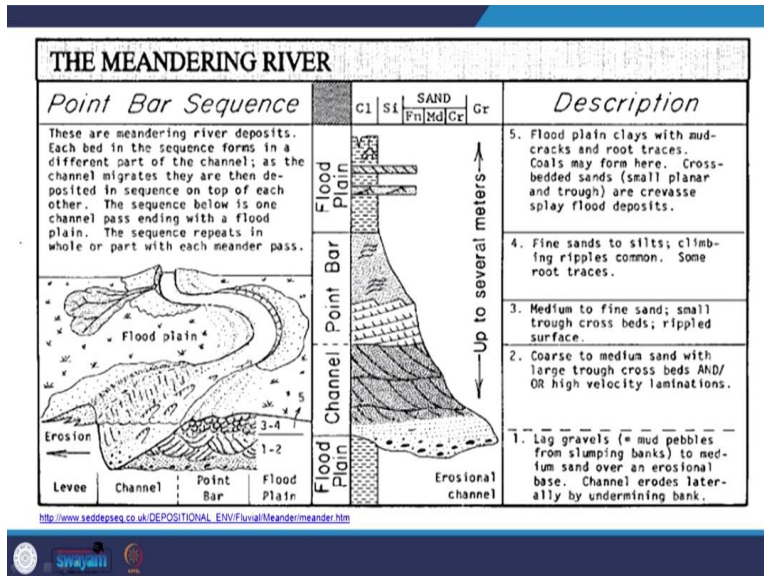 THE MEANDERING RIVER
Point Bar Sequence
These are meandering river deposits.
Each bed in the sequence forms in a
different part of the channel; as the
channel migrates they are then de-
posited in sequence on top of each
other. The sequence below is one
channel pass ending with a flood
plain. The sequence repeats in
whole or part with each meander pass.
Flood plain
5
3-4
1-2
Erosion
Levee
Channel
Point
Bar
Flood
Plain
Cl Si SAND Gr
Fn Md Cr
Flood
Plain
Point Bar
Channel
Flood
Plain
Up to several meters
Erosional
channel
Description
5. Flood plain clays with mud-
cracks and root traces.
Coals may form here. Cross-
bedded sands (small planar
and trough) are crevasse
splay flood deposits.
4. Fine sands to silts; climb-
ing ripples common. Some
root traces.
3. Medium to fine sand; small
trough cross beds; rippled
surface.
2. Coarse to medium sand with
large trough cross beds AND/
OR high velocity laminations.
1. Lag gravels (= mud pebbles
from slumping banks) to med-
ium sand over an erosional
base. Channel erodes later-
ally by undermining bank.
http://www.seddepseq.co.uk/DEPOSITIONAL_ENV/Fluvial/Meander/meander.htm
swayam